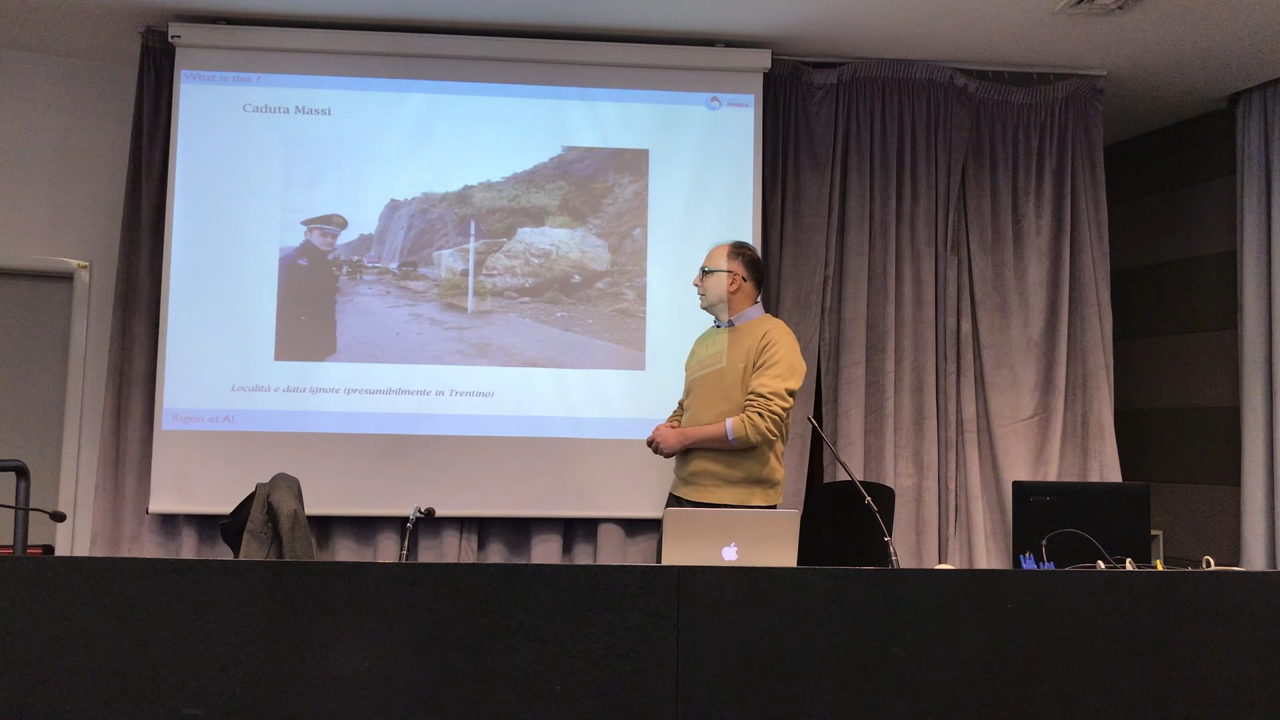 What is this ?
Caduta Massi
Località e data ignote (presumibilmente in Trentino)
Rigon et Al.